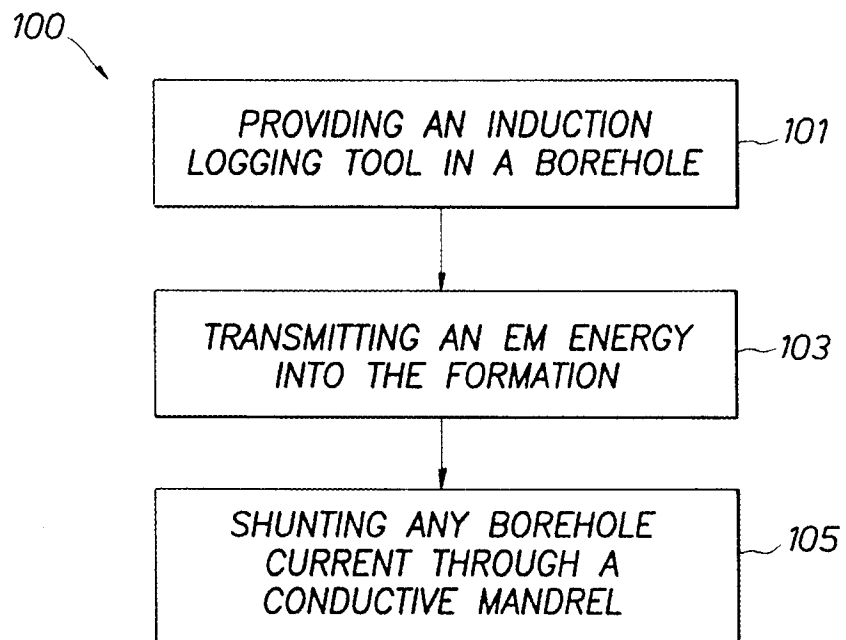 100
PROVIDING AN INDUCTION
LOGGING TOOL IN A BOREHOLE
101
TRANSMITTING AN EM ENERGY
INTO THE FORMATION
103
SHUNTING ANY BOREHOLE
CURRENT THROUGH A
CONDUCTIVE MANDREL
105